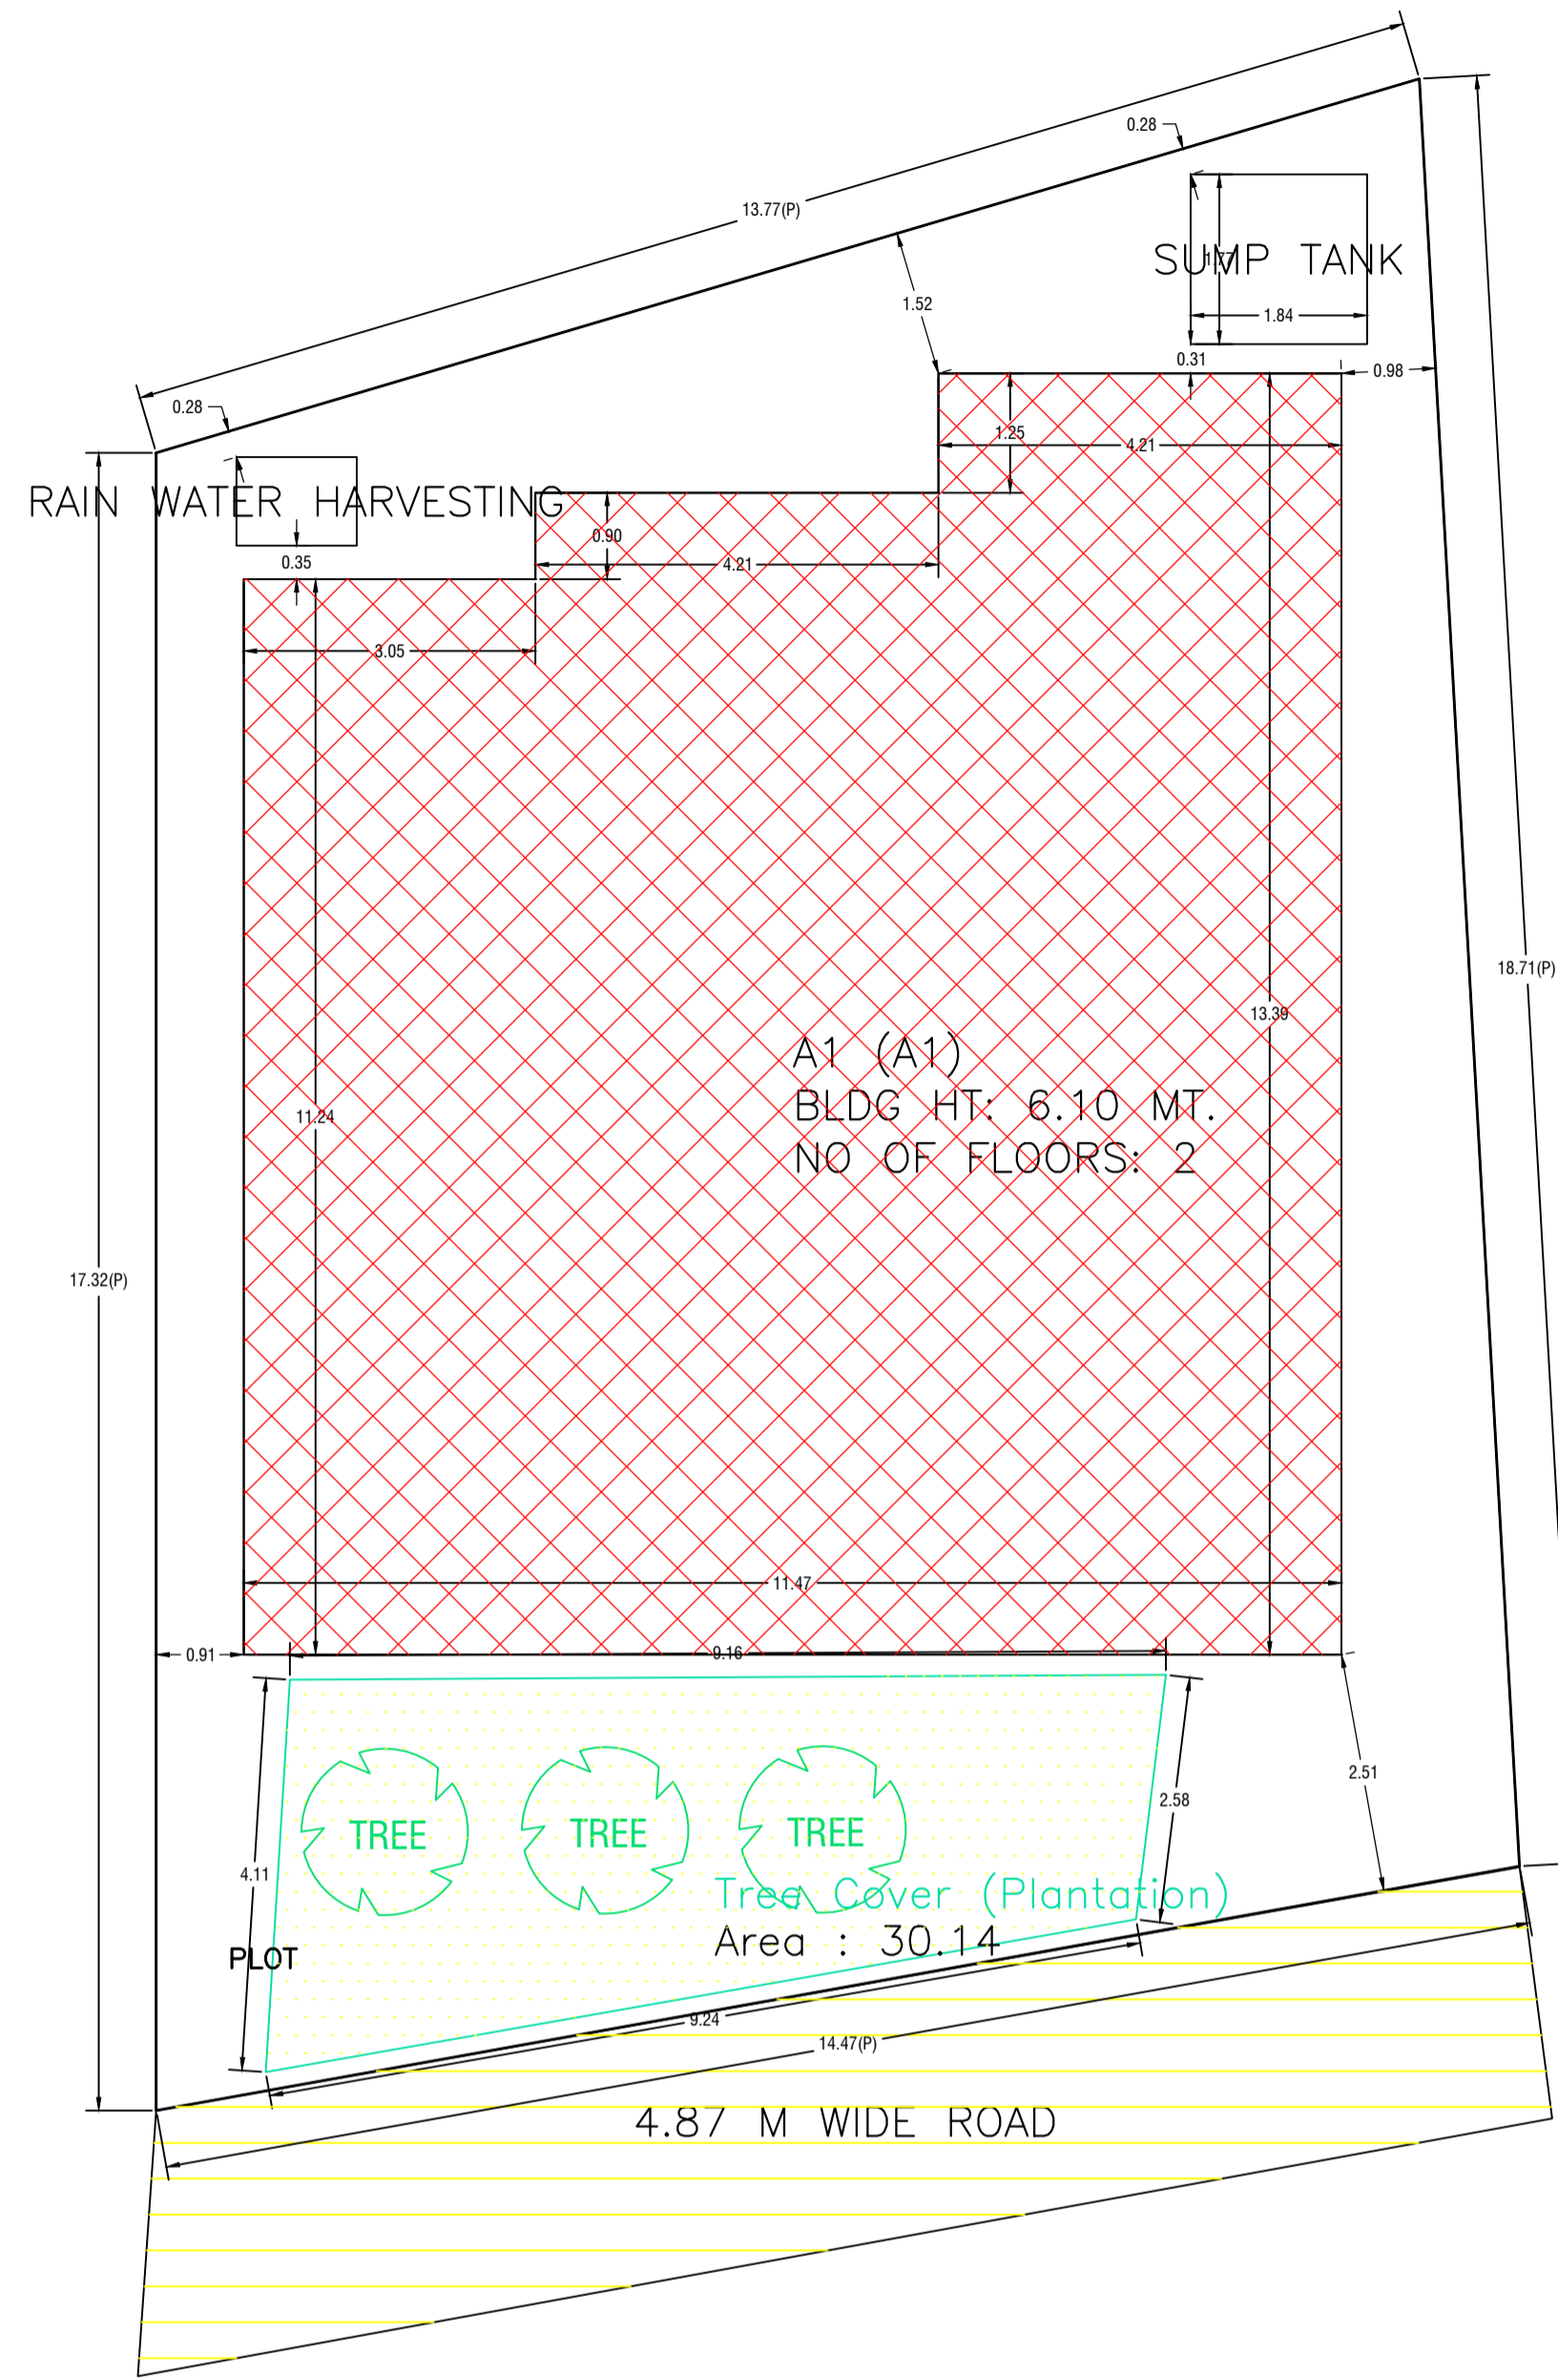 0.28
13.77(P)
SUMP TANK
1.77
1.84
1.52
0.31
0.98
0.28
1.25
4.21
RAIN WATER HARVESTING
0.90
0.35
4.21
3.05
18.71(P)
13.39
A1 (A1)
BLDG HT: 6.10 MT.
NO OF FLOORS: 2
11.24
17.32(P)
11.47
0.91
9.16
2.51
2.58
TREE
TREE
TREE
4.11
Tree Cover (Plantation)
Area : 30.14
PLOT
9.24
14.47(P)
4.87 M WIDE ROAD